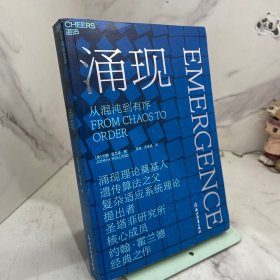 CHEERS
湛庐
涌现
从混沌到有序
FROM CHAOS TO
ORDER
EMERGENCE
JOHN H. HOLLAND
涌现理论奠基人
遗传算法之父
复杂适应系统理论
提出者
圣塔菲研究所
核心成员
约翰·霍兰德
经典之作